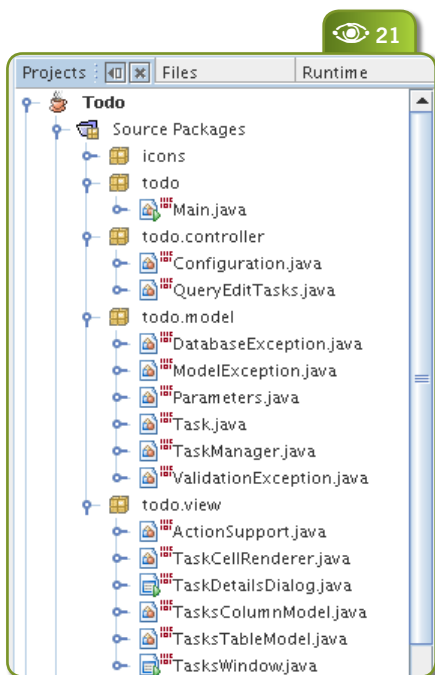 21
Projects Files Runtime
Todo
Source Packages
icons
todo
Main.java
todo.controller
Configuration.java
QueryEditTasks.java
todo.model
DatabaseException.java
ModelException.java
Parameters.java
Task.java
TaskManager.java
ValidationException.java
todo.view
ActionSupport.java
TaskCellRenderer.java
TaskDetailsDialog.java
TasksColumnModel.java
TasksTableModel.java
TasksWindow.java